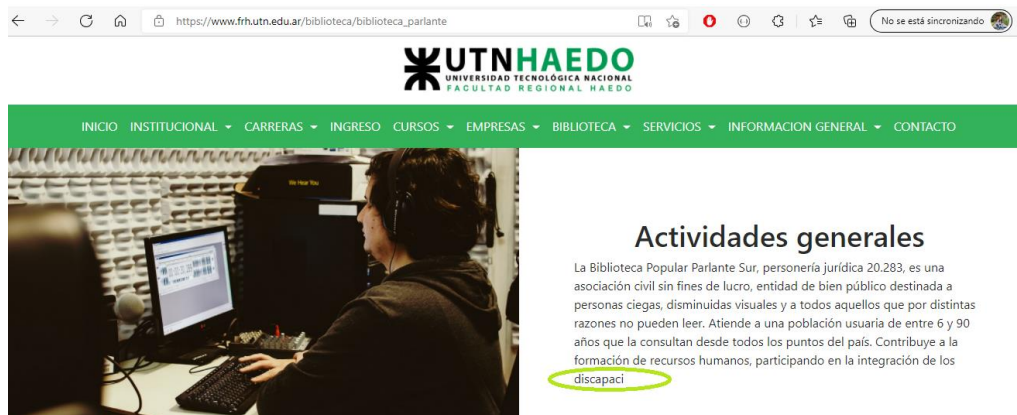 https://www.frh.utn.edu.ar/biblioteca/biblioteca_parlante
No se está sincronizando
UTNHAEDO
UNIVERSIDAD TECNOLÓGICA NACIONAL
FACULTAD REGIONAL HAEDO
INICIO INSTITUCIONAL CARRERAS INGRESO CURSOS EMPRESAS BIBLIOTECA SERVICIOS INFORMACION GENERAL CONTACTO
We Hear You
Actividades generales
La Biblioteca Popular Parlante Sur, personería jurídica 20.283, es una
asociación civil sin fines de lucro, entidad de bien público destinada a
personas ciegas, disminuidas visuales y a todos aquellos que por distintas
razones no pueden leer. Atiende a una población usuaria de entre 6 y 90
años que la consultan desde todos los puntos del país. Contribuye a la
formación de recursos humanos, participando en la integración de los
discapaci